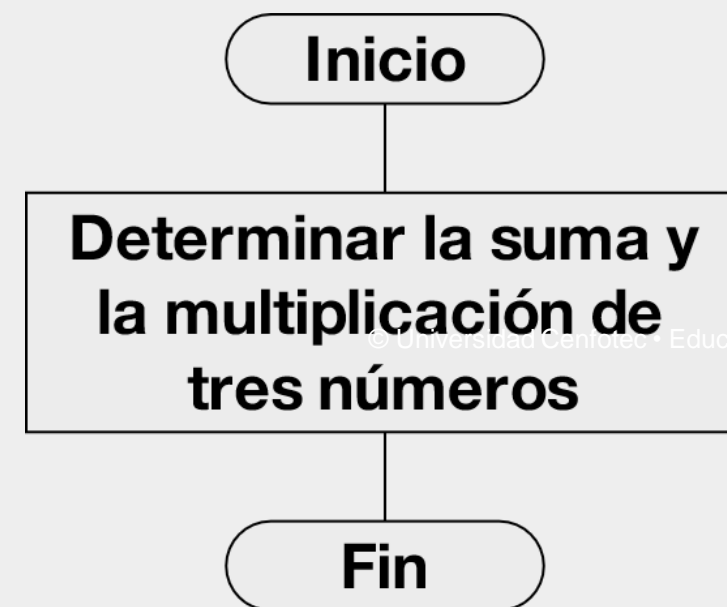 Inicio
Determinar la suma y
la multiplicación de
© Universidad Cenfotec • Educ
tres números
Fin